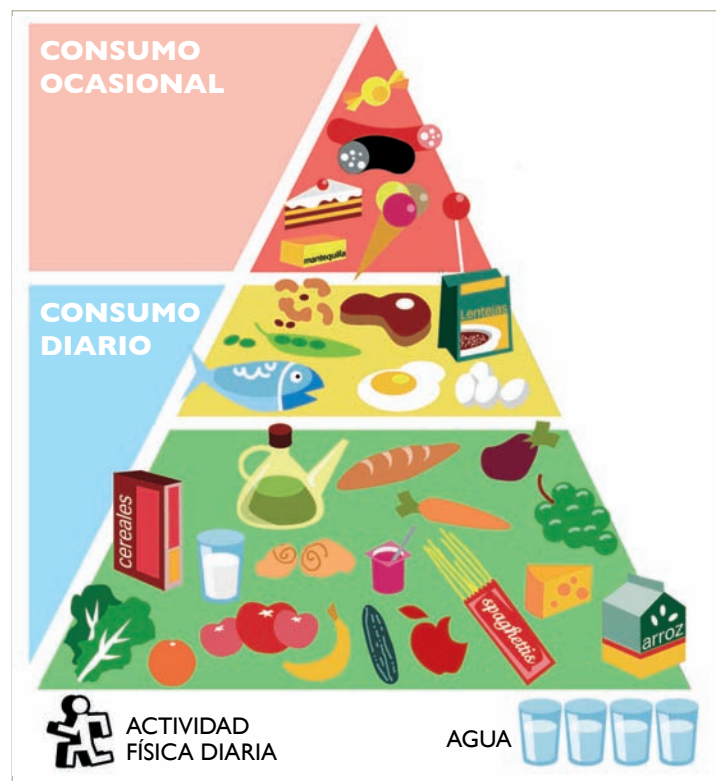 CONSUMO
OCASIONAL
mantequilla
CONSUMO
DIARIO
Lentejas
cereales
spaghettis
arroz
ACTIVIDAD
FÍSICA DIARIA
AGUA